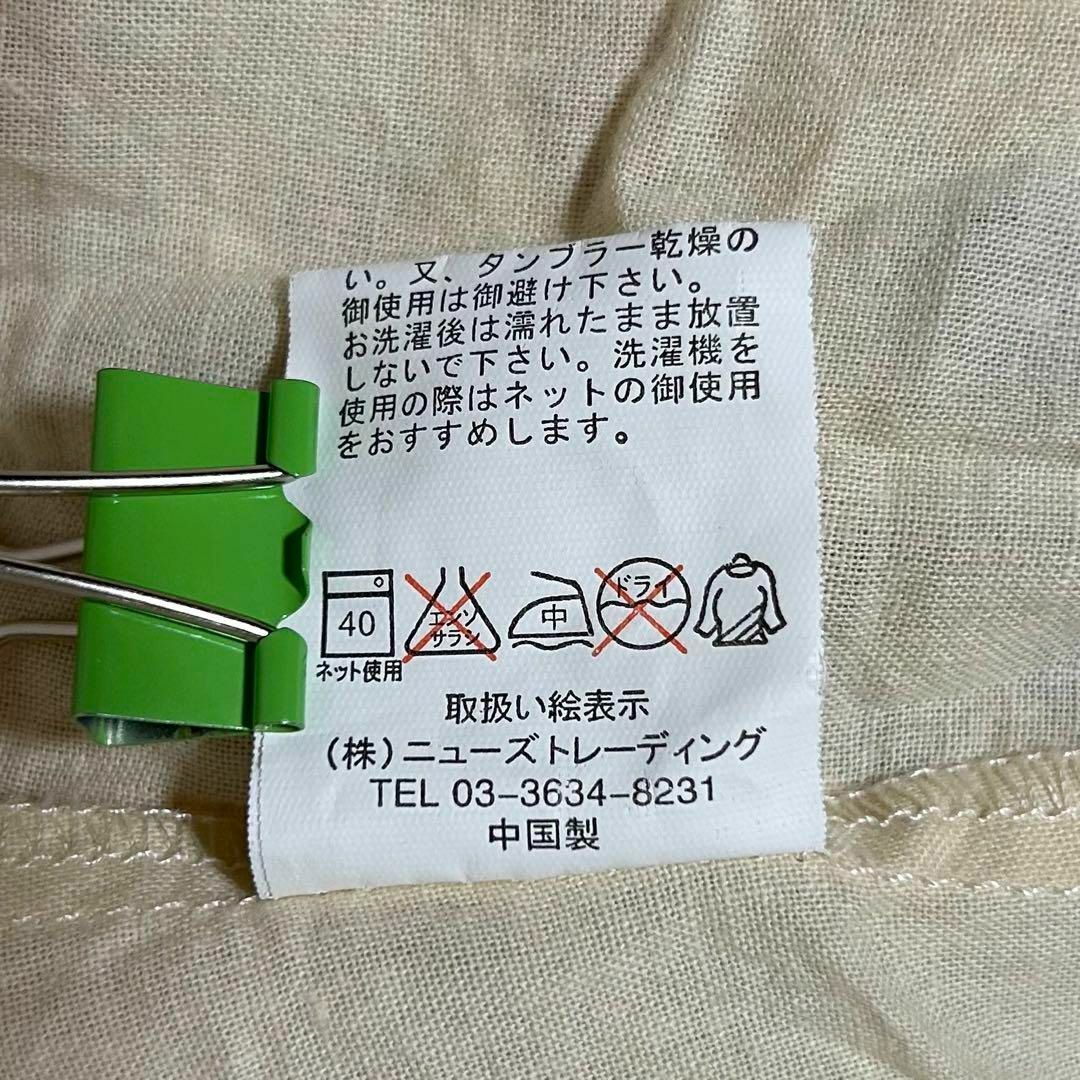 い。又、タンブラー乾燥の
御使用は御避け下さい。
お洗濯後は濡れたまま放置
しないで下さい。洗濯機を
使用の際はネットの御使用
をおすすめします。
40
エンソ
サラシ
中
ドライ
ネット使用
取扱い絵表示
(株)ニューズトレーディング
TEL 03-3634-8231
中国製